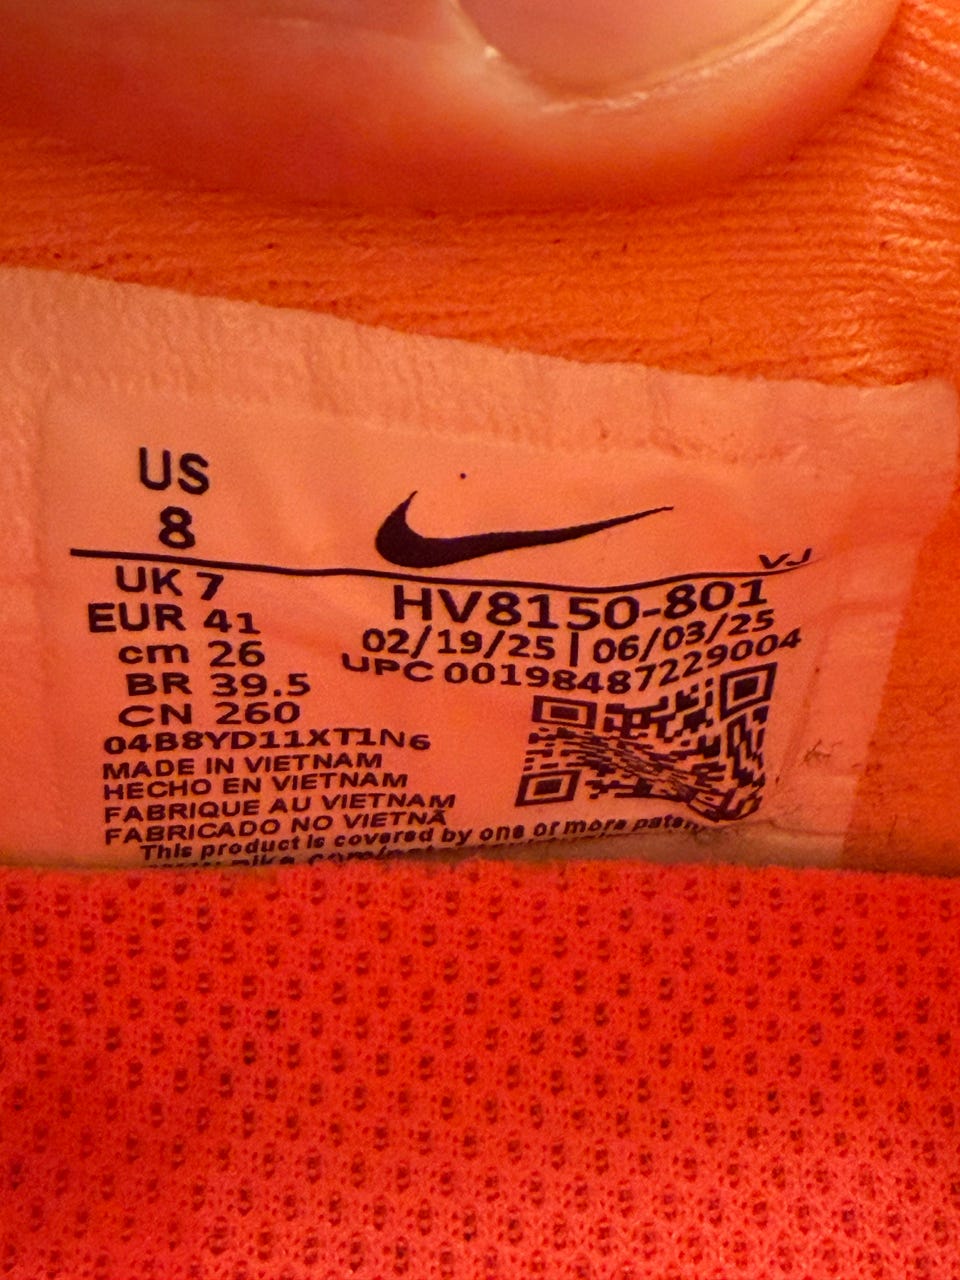 US
8
VJ
UK 7
EUR 41
cm 26
BR 39.5
CN 260
HV8150-801
02/19/25 | 06/03/25
UPC 00198487229004
04B8YD11XT1N6
MADE IN VIETNAM
HECHO EN VIETNAM
FABRIQUE AU VIETNAM
FABRICADO NO VIETNÃ
This product is covered by one or more